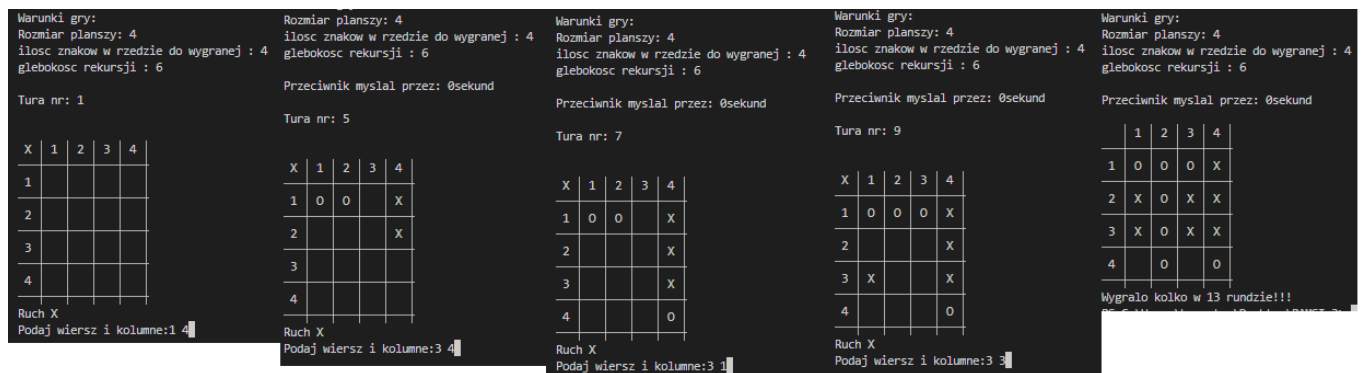 Warunki gry:
Rozmiar planszy: 4
ilosc znakow w rzedzie do wygranej : 4
glebokosc rekursji : 6
Tura nr: 1
X 1 2 3 4
1
2
3
4
Ruch X
Podaj wiersz i kolumne:1 4
Rozmiar planszy: 4
ilosc znakow w rzedzie do wygranej : 4
glebokosc rekursji : 6
Przeciwnik myslal przez: 0sekund
Tura nr: 5
X 1 2 3 4
1 O O X
2 X
3
4
Ruch X
Podaj wiersz i kolumne:3 4
Warunki gry:
Rozmiar planszy: 4
ilosc znakow w rzedzie do wygranej : 4
glebokosc rekursji : 6
Przeciwnik myslal przez: 0sekund
Tura nr: 7
X 1 2 3 4
1 O O X
2 X
3 X
4 O
Ruch X
Podaj wiersz i kolumne:3 1
Warunki gry:
Rozmiar planszy: 4
ilosc znakow w rzedzie do wygranej : 4
glebokosc rekursji : 6
Przeciwnik myslal przez: 0sekund
Tura nr: 9
X 1 2 3 4
1 O O O X
2 X
3 X X
4 O
Ruch X
Podaj wiersz i kolumne:3 3
Warunki gry:
Rozmiar planszy: 4
ilosc znakow w rzedzie do wygranej : 4
glebokosc rekursji : 6
Przeciwnik myslal przez: 0sekund
1 2 3 4
1 O O O X
2 X O X X
3 X O X X
4 O O
Wygralo kolko w 13 rundzie!!!